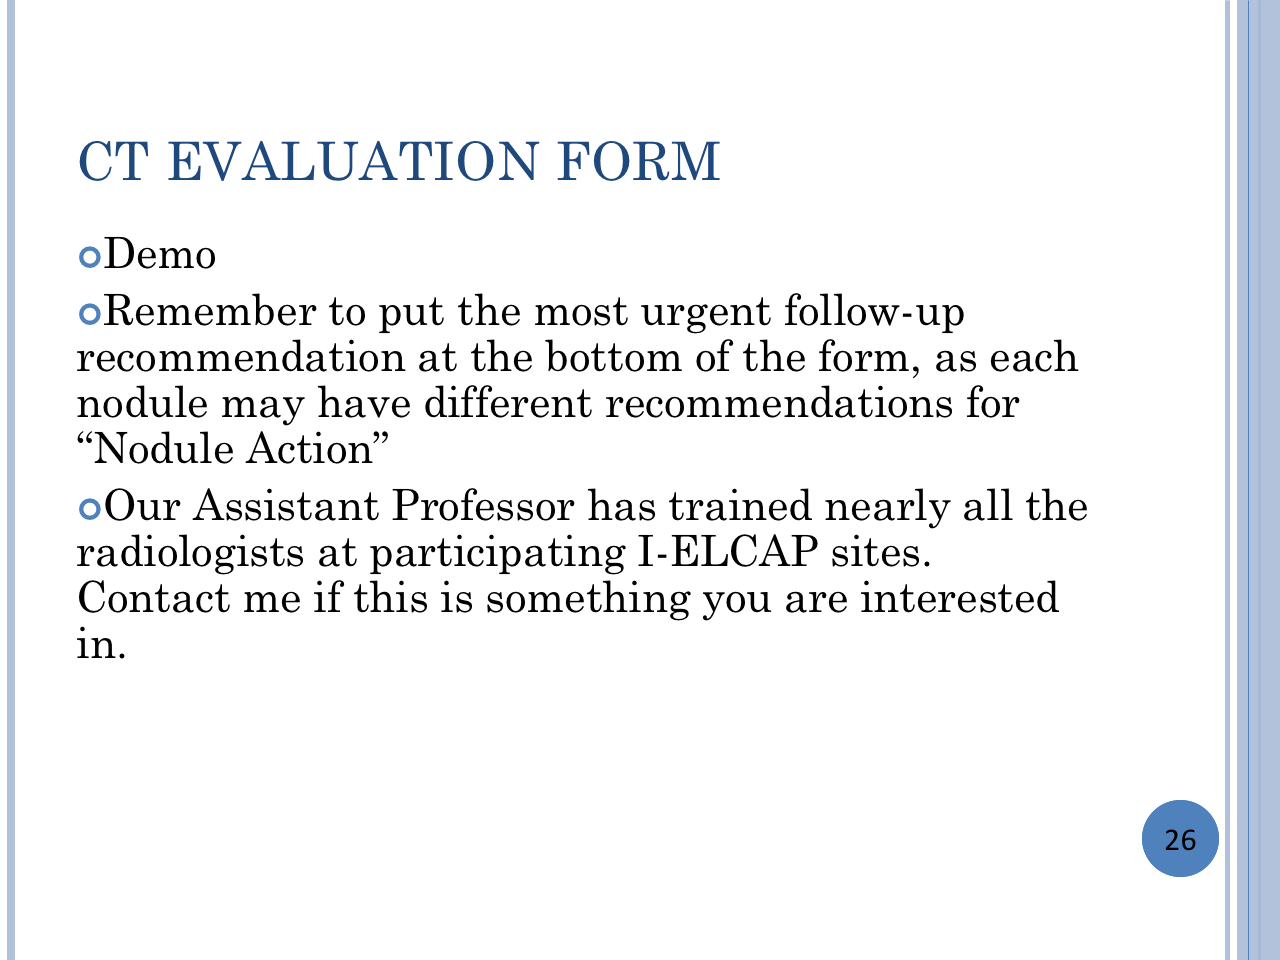 CT EVALUATION FORM
Demo
Remember to put the most urgent follow-up
recommendation at the bottom of the form, as each
nodule may have different recommendations for
“Nodule Action”
Our Assistant Professor has trained nearly all the
radiologists at participating I-ELCAP sites.
Contact me if this is something you are interested
in.
26